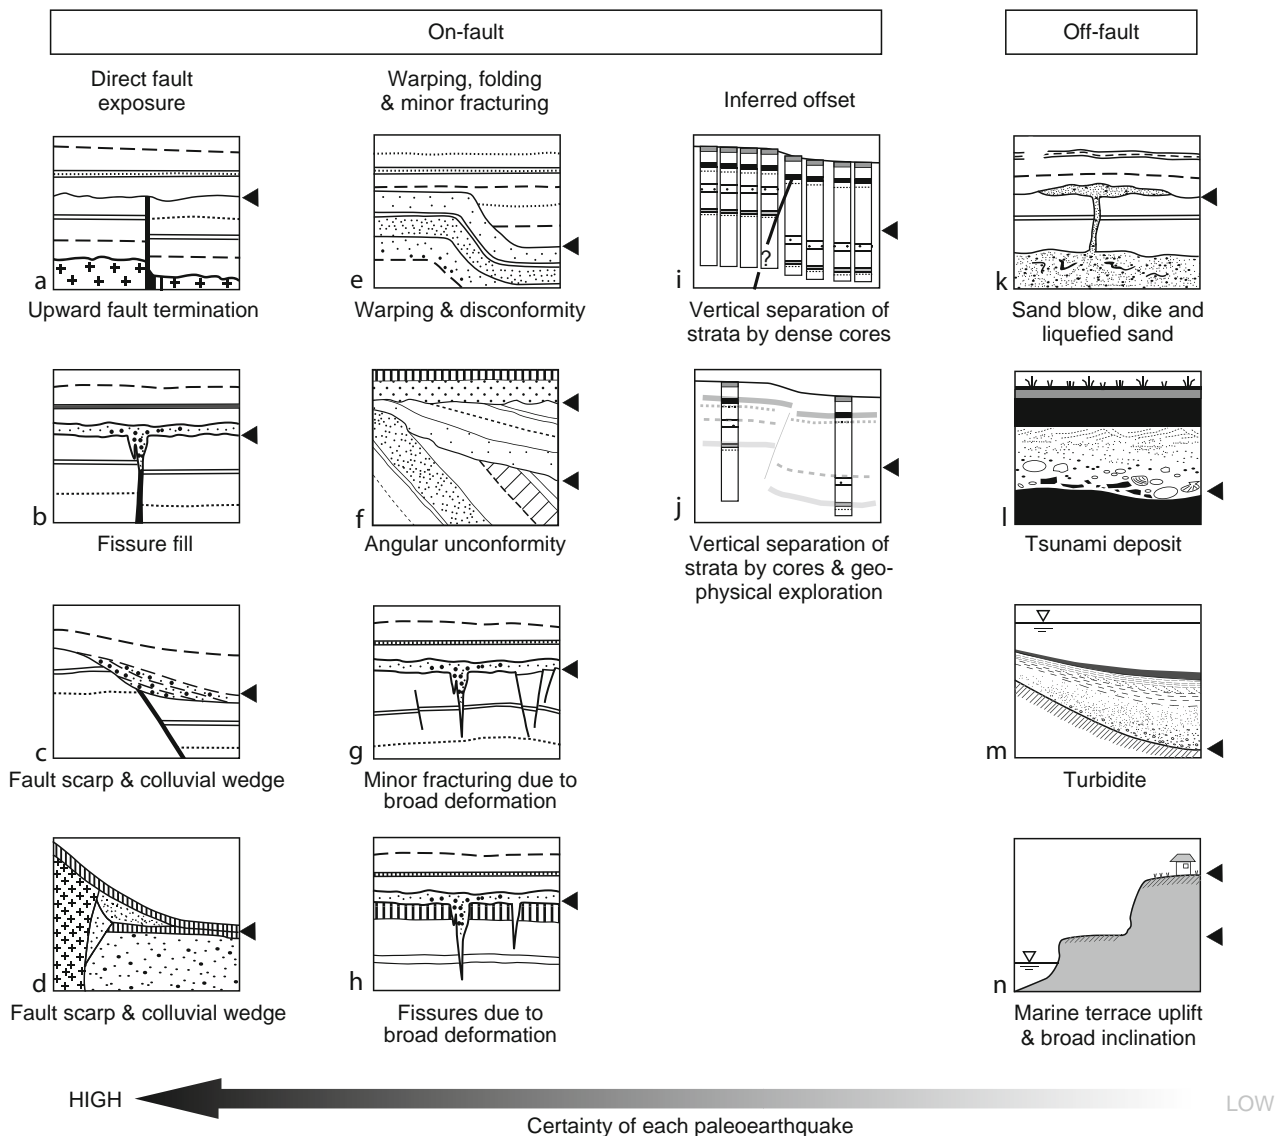 On-fault
Off-fault
Direct fault
exposure
Warping, folding
& minor fracturing
Inferred offset
a
Upward fault termination
e
Warping & disconformity
?
i
Vertical separation of
strata by dense cores
k
Sand blow, dike and
liquefied sand
b
Fissure fill
f
Angular unconformity
j
Vertical separation of
strata by cores & geo-
physical exploration
l
Tsunami deposit
c
Fault scarp & colluvial wedge
g
Minor fracturing due to
broad deformation
m
Turbidite
d
Fault scarp & colluvial wedge
h
Fissures due to
broad deformation
n
Marine terrace uplift
& broad inclination
HIGH
LOW
Certainty of each paleoearthquake